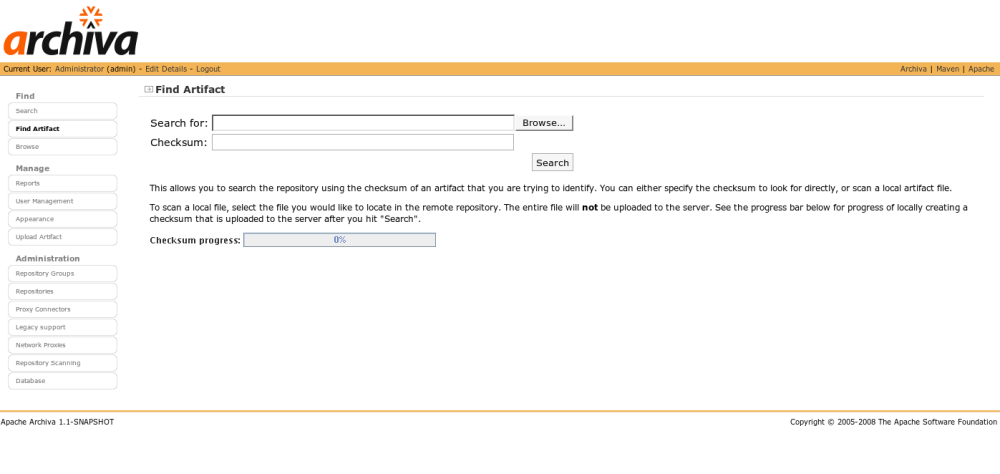 archiva
Current User: Administrator (admin) - Edit Details - Logout
Archiva | Maven | Apache
Find
Search
Find Artifact
Browse
Manage
Reports
User Management
Appearance
Upload Artifact
Administration
Repository Groups
Repositories
Proxy Connectors
Legacy support
Network Proxies
Repository Scanning
Database
Find Artifact
Search for:
Browse...
Checksum:
Search
This allows you to search the repository using the checksum of an artifact that you are trying to identify. You can either specify the checksum to look for directly, or scan a local artifact file.
To scan a local file, select the file you would like to locate in the remote repository. The entire file will not be uploaded to the server. See the progress bar below for progress of locally creating a
checksum that is uploaded to the server after you hit "Search".
Checksum progress: 0%
Apache Archiva 1.1-SNAPSHOT
Copyright © 2005-2008 The Apache Software Foundation